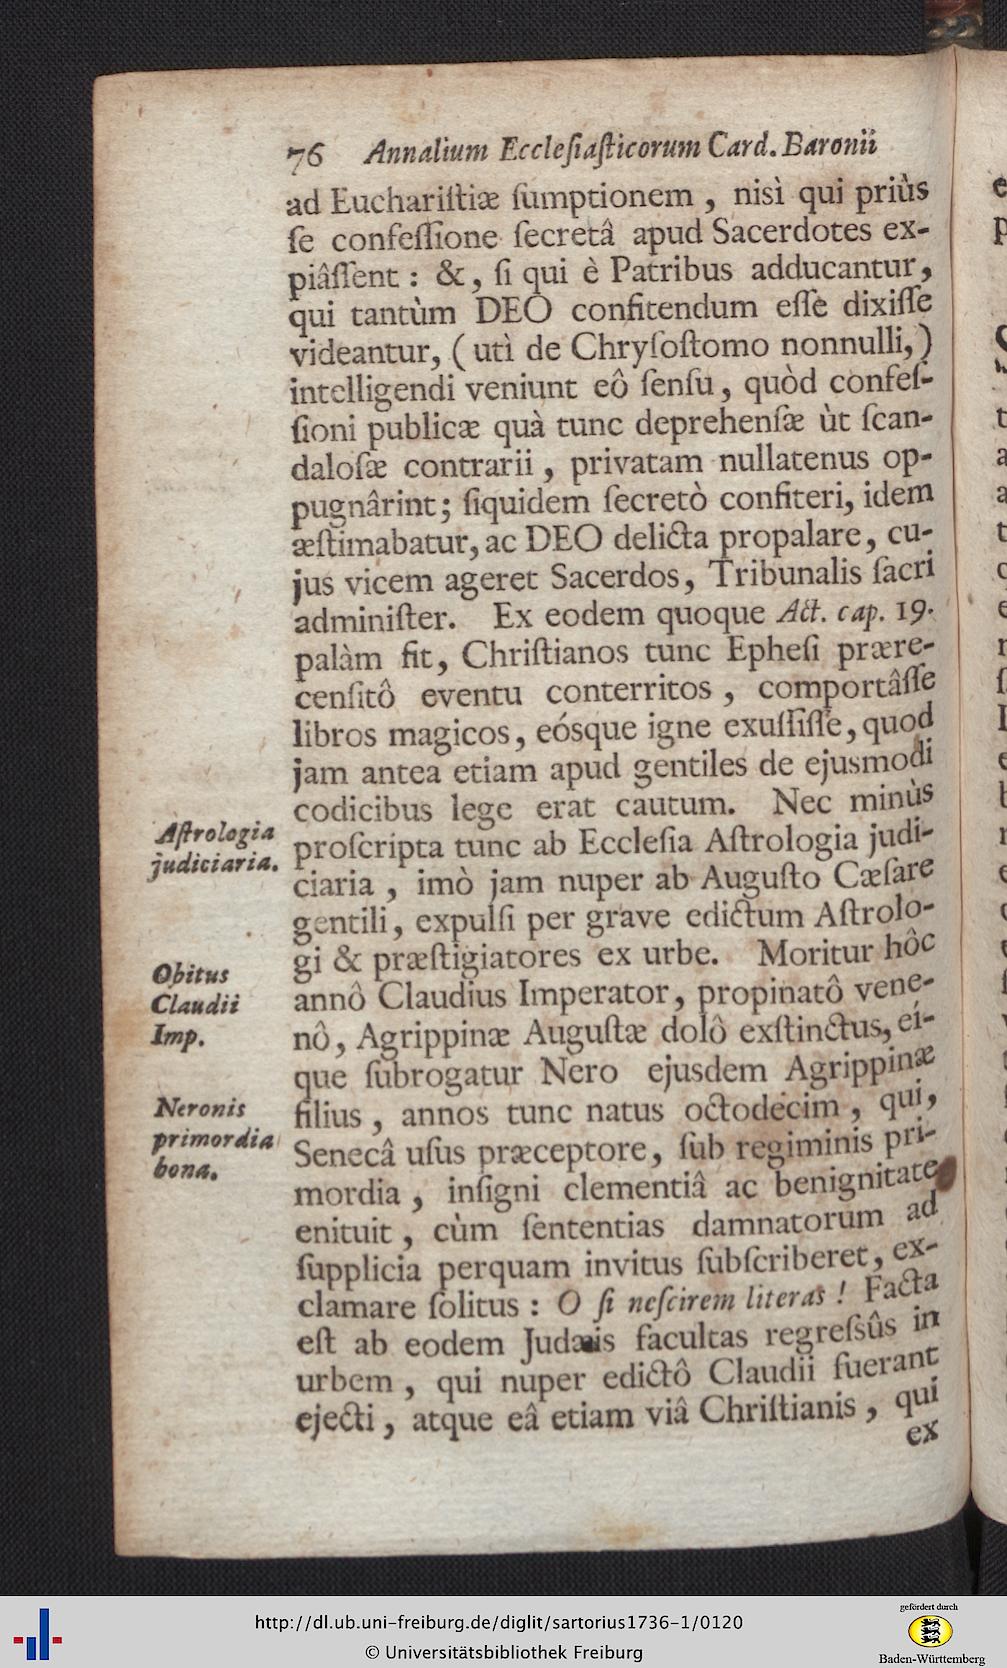 76 Annalium Eccleſiaſticorum Card. Baronii
ad Euchariſtiæ ſumptionem , nisì qui priùs
ſe confeſſione ſecretâ apud Sacerdotes ex-
piâſſent : &, ſi qui è Patribus adducantur,
qui tantùm DEO confitendum eſſe dixiſſe
videantur, (utì de Chryſoſtomo nonnulli,)
intelligendi veniunt eô ſenſu, quòd confeſ-
ſioni publicæ quà tunc deprehenſæ ùt ſcan-
daloſæ contrarii, privatam nullatenus op-
pugnârint; ſiquidem ſecretò confiteri, idem
æſtimabatur, ac DEO delicta propalare, cu-
jus vicem ageret Sacerdos, Tribunalis ſacri
adminiſter. Ex eodem quoque Act. cap. 19.
palàm fit, Chriſtianos tunc Epheſi prære-
cenſitô eventu conterritos , comportâſſe
libros magicos, eósque igne exuſſiſſe, quod
jam antea etiam apud gentiles de ejusmodi
codicibus lege erat cautum. Nec minùs
Aſtrologia
judiciaria.
proſcripta tunc ab Eccleſia Aſtrologia judi-
ciaria , imò jam nuper ab Auguſto Cæſare
gentili, expulſi per grave edictum Aſtrolo-
gi & præſtigiatores ex urbe. Moritur hôc
Obitus
Claudii
Imp.
annô Claudius Imperator, propinatô vene-
nô, Agrippinæ Auguſtæ dolô exſtinctus, eí-
que ſubrogatur Nero ejusdem Agrippinæ
Neronis
primordia
bona.
filius , annos tunc natus octodecim , qui,
Senecâ uſus præceptore, ſub regiminis pri-
mordia , inſigni clementiâ ac benignitate
enituit , cùm ſententias damnatorum ad
ſupplicia perquam invitus ſubſcriberet, ex-
clamare ſolitus : O ſi neſcirem literas ! Facta
eſt ab eodem Judæis facultas regreſsûs in
urbem , qui nuper edictô Claudii fuerant
ejecti, atque eâ etiam viâ Chriſtianis , qui
ex
http://dl.ub.uni-freiburg.de/diglit/sartorius1736-1/0120
© Universitätsbibliothek Freiburg
gefördert durch
Baden-Württemberg